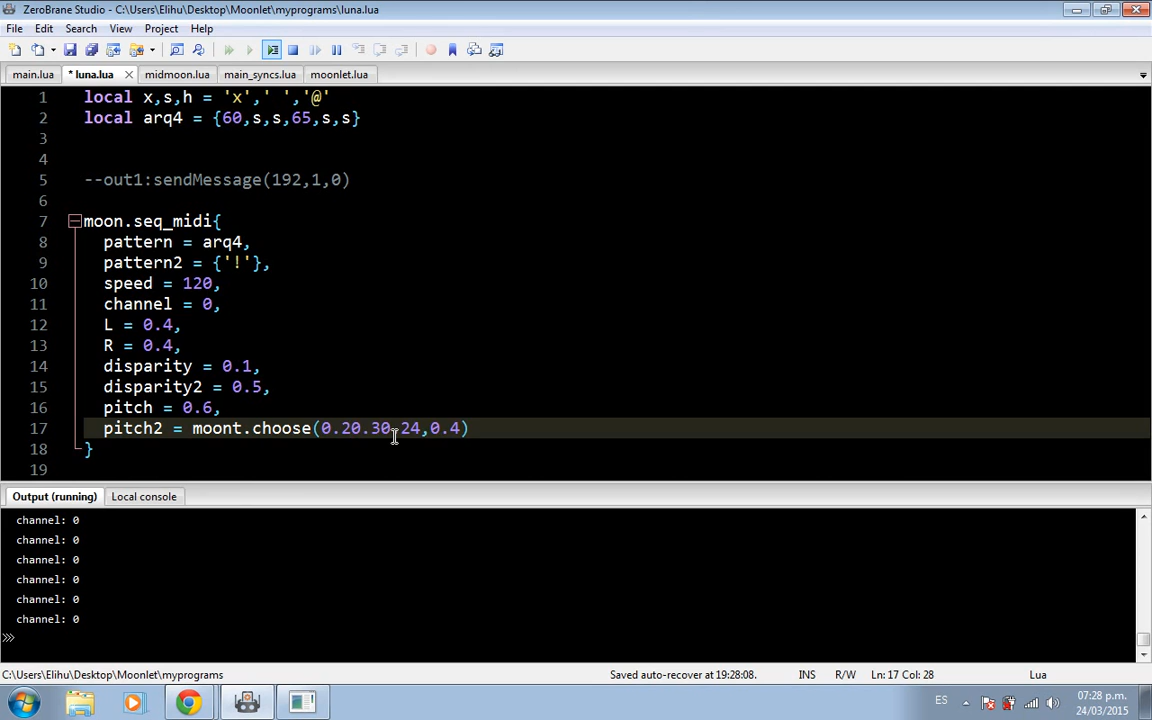 ZeroBrane Studio - C:\Users\Elihu\Desktop\Moonlet\myprograms\luna.lua
File Edit Search View Project Help
main.lua * luna.lua midmoon.lua main_syncs.lua moonlet.lua
1 local x,s,h = 'x',' ','@'
2 local arq4 = {60,s,s,65,s,s}
3
4
5 --out1:sendMessage(192,1,0)
6
7 moon.seq_midi{
8 pattern = arq4,
9 pattern2 = {'!'},
10 speed = 120,
11 channel = 0,
12 L = 0.4,
13 R = 0.4,
14 disparity = 0.1,
15 disparity2 = 0.5,
16 pitch = 0.6,
17 pitch2 = moont.choose(0.20.30.24,0.4)
18 }
19
Output (running) Local console
channel: 0
channel: 0
channel: 0
channel: 0
channel: 0
channel: 0
C:\Users\Elihu\Desktop\Moonlet\myprograms Saved auto-recover at 19:28:08. INS R/W Ln:17 Col:28 Lua
ES 07:28 p.m.
24/03/2015